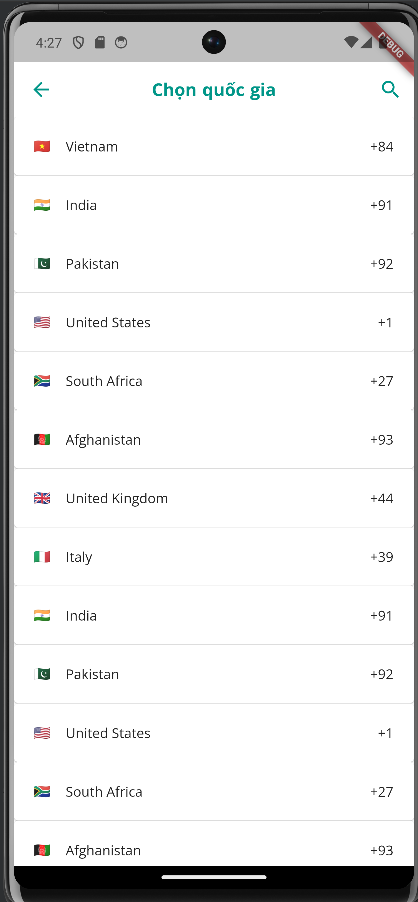 4:27
DEBUG
Chọn quốc gia
Vietnam +84
India +91
Pakistan +92
United States +1
South Africa +27
Afghanistan +93
United Kingdom +44
Italy +39
India +91
Pakistan +92
United States +1
South Africa +27
Afghanistan +93